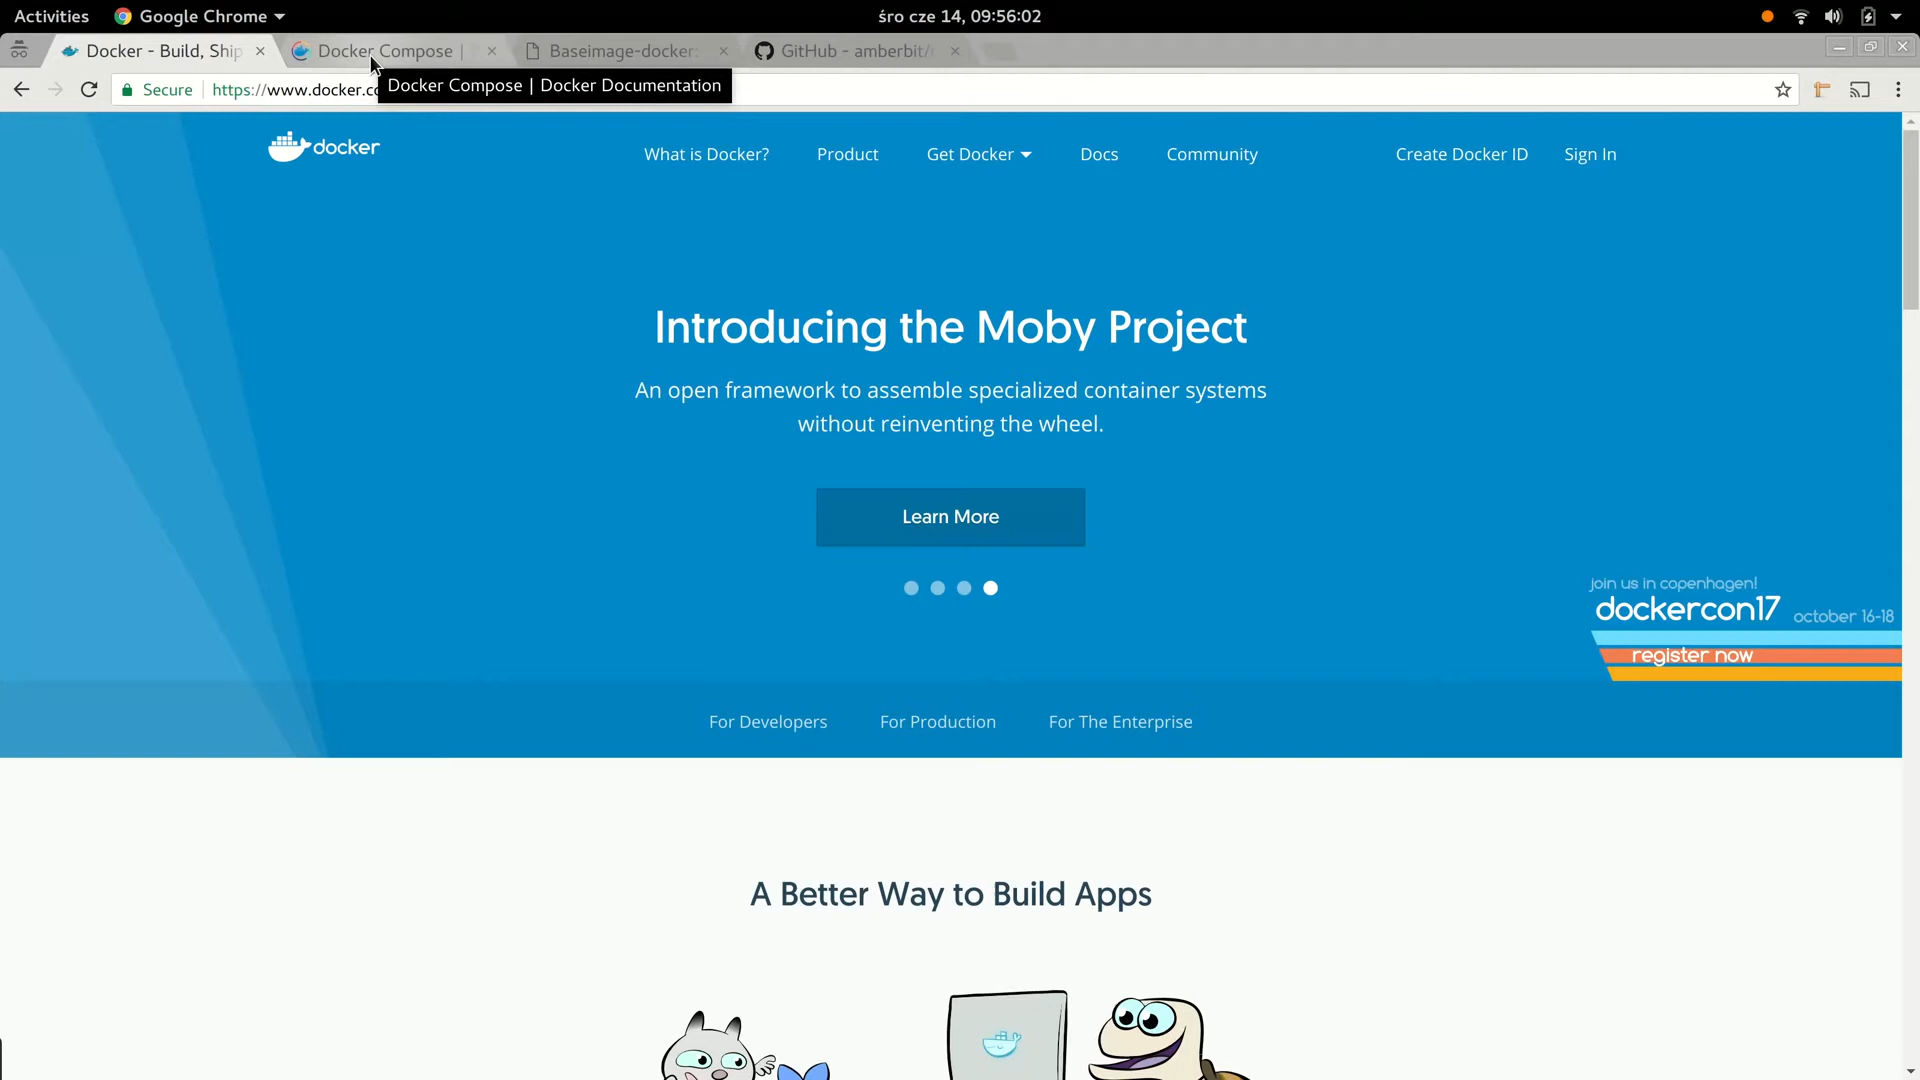 Activities
Google Chrome
śro cze 14, 09:56:02
Docker - Build, Ship
Docker Compose |
Baseimage-docker:
GitHub - amberbit/
Secure
https://www.docker.co
Docker Compose | Docker Documentation
docker
What is Docker?
Product
Get Docker
Docs
Community
Create Docker ID
Sign In
Introducing the Moby Project
An open framework to assemble specialized container systems
without reinventing the wheel.
Learn More
join us in copenhagen!
dockercon17
october 16-18
register now
For Developers
For Production
For The Enterprise
A Better Way to Build Apps